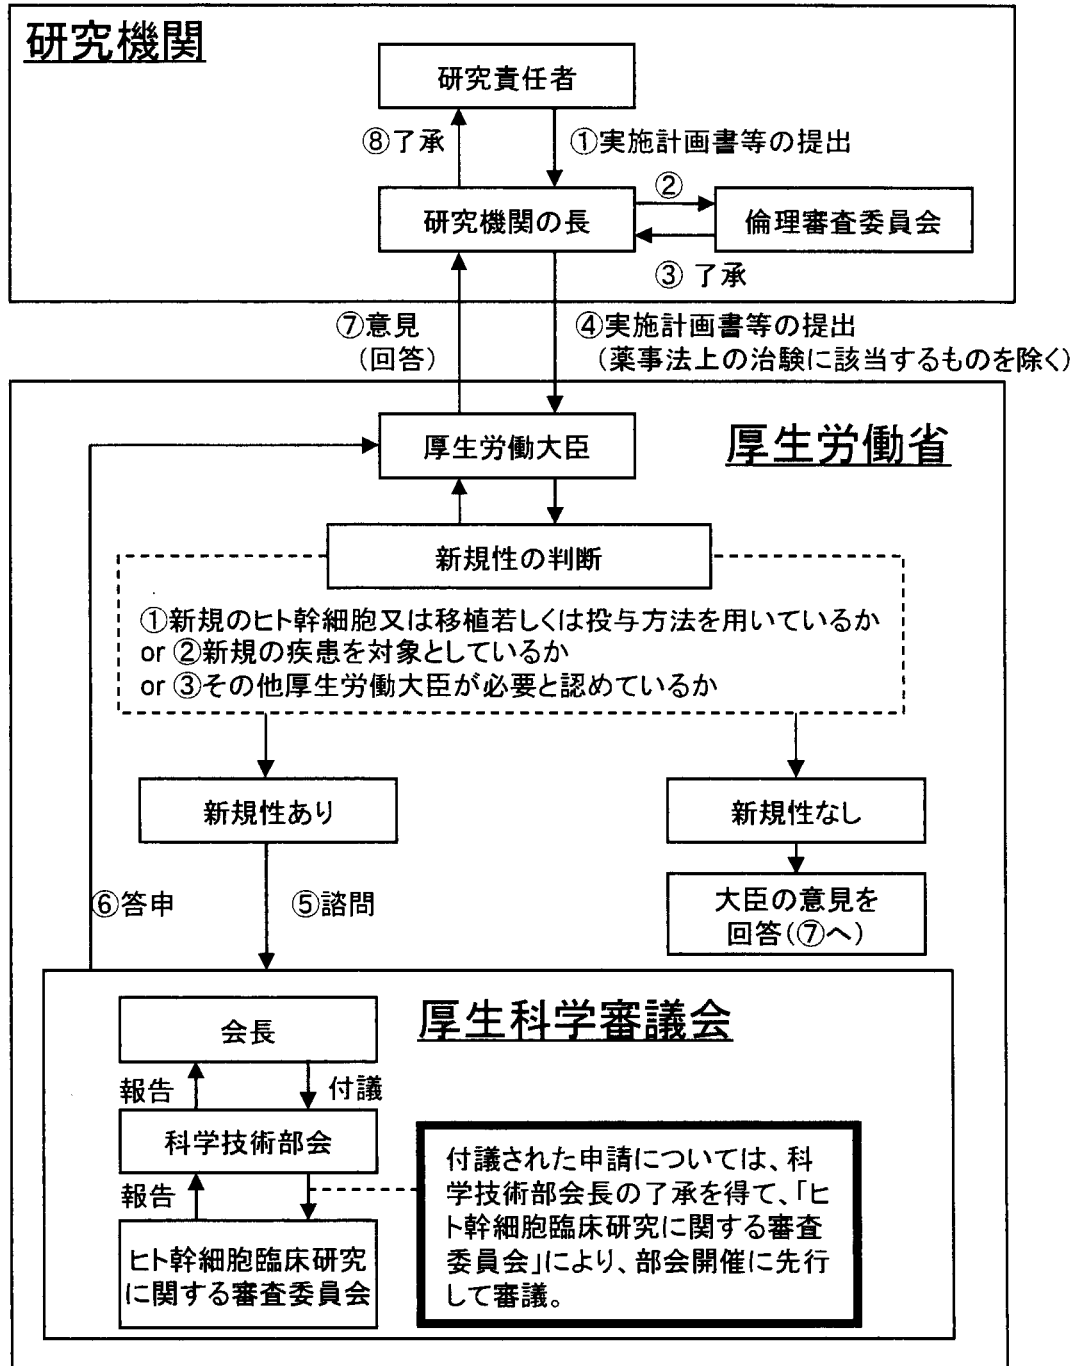 研究機関
研究責任者
⑧了承
①実施計画書等の提出
研究機関の長
②
倫理審査委員会
③ 了承
⑦意見
(回答)
④実施計画書等の提出
(薬事法上の治験に該当するものを除く)
厚生労働大臣
厚生労働省
新規性の判断
①新規のヒト幹細胞又は移植若しくは投与方法を用いているか
or ②新規の疾患を対象としているか
or ③その他厚生労働大臣が必要と認めているか
新規性あり
新規性なし
⑥答申
⑤諮問
大臣の意見を
回答(⑦へ)
厚生科学審議会
会長
報告
付議
科学技術部会
報告
ヒト幹細胞臨床研究
に関する審査委員会
付議された申請については、科
学技術部会長の了承を得て、「ヒ
ト幹細胞臨床研究に関する審査
委員会」により、部会開催に先行
して審議。